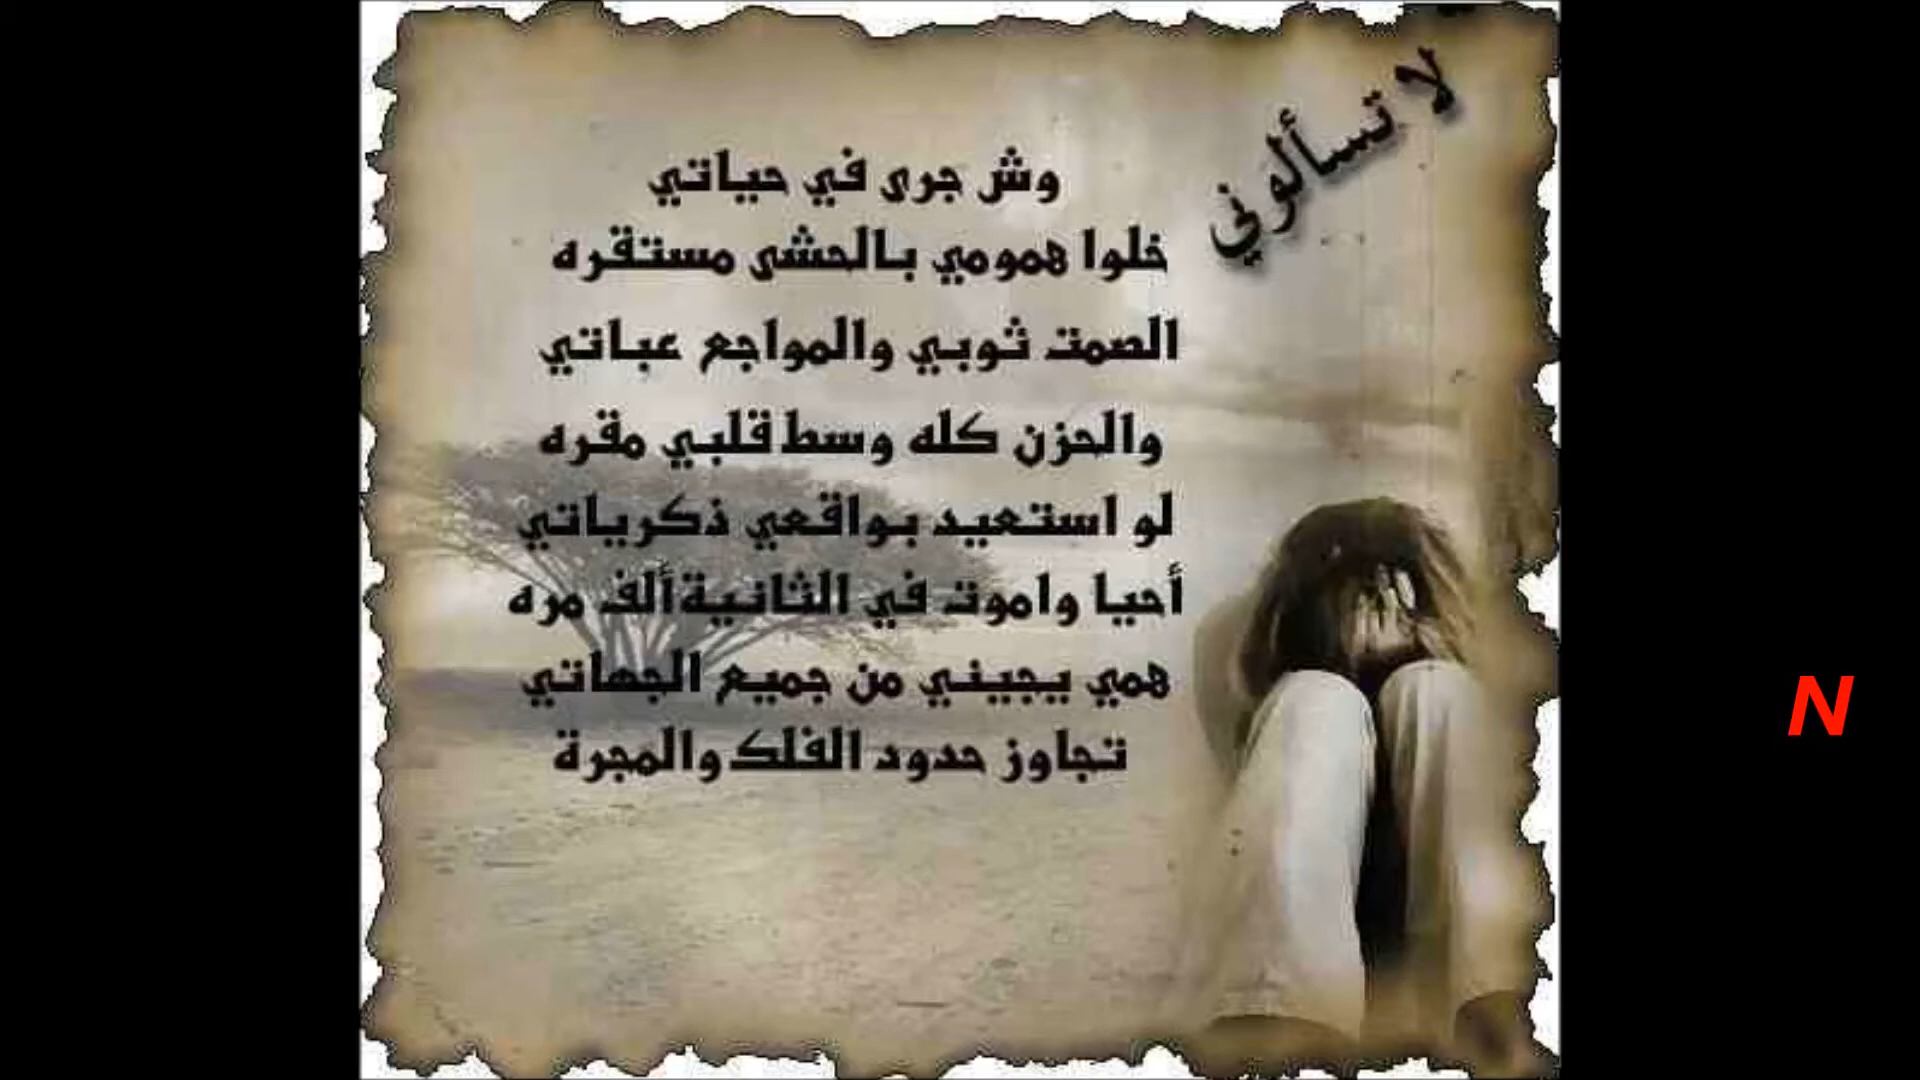 لا تسألوني
وش جرى في حياتي
خلوا همومي بالحشى مستقره
الصمت ثوبي والمواجع عباتي
والحزن كله وسط قلبي مقره
لو استعيد بواقعي ذكرياتي
أحيا واموت في الثانية ألف مره
همي يجيني من جميع الجهاتي
تجاوز حدود الفلك والمجرة
N